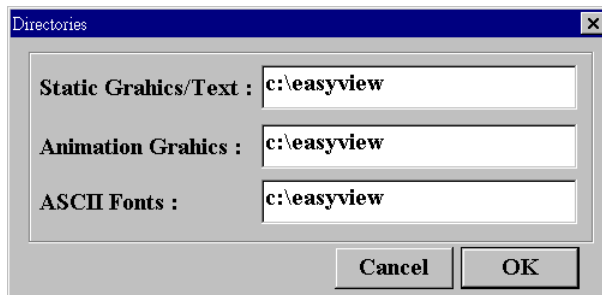 Directories
Static Grahics/Text : c:\easyview
Animation Grahics : c:\easyview
ASCII Fonts : c:\easyview
Cancel OK